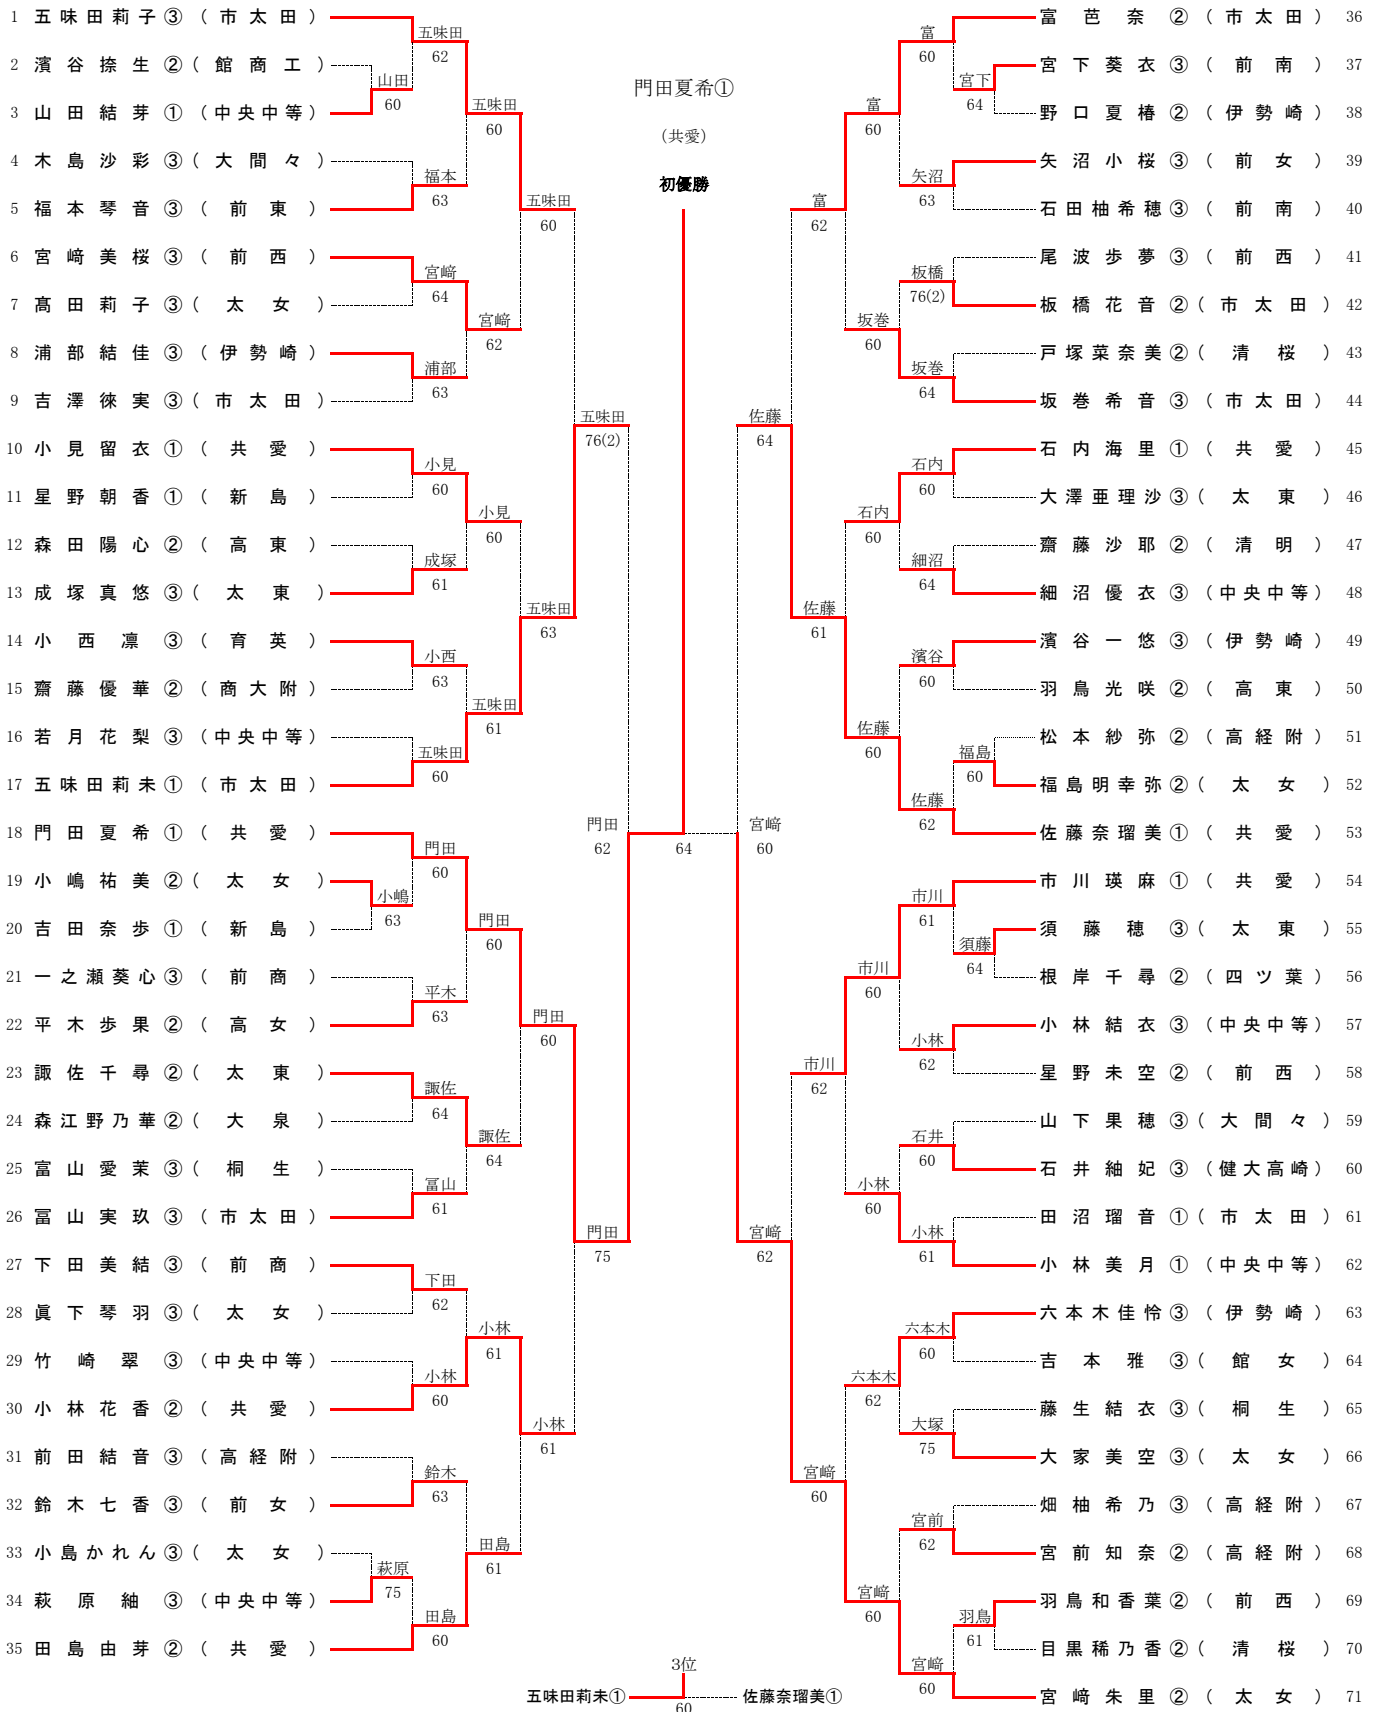 門田夏希①
（共愛）
初優勝
1 五味田莉子③（市太田）
2 濱谷捺生②（館商工）
3 山田結芽①（中央中等）
4 木島沙彩③（大間々）
5 福本琴音③（前東）
6 宮﨑美桜③（前西）
7 髙田莉子③（太女）
8 浦部結佳③（伊勢崎）
9 吉澤徠実③（市太田）
10 小見留衣①（共愛）
11 星野朝香①（新島）
12 森田陽心②（高東）
13 成塚真悠③（太東）
14 小西凛③（育英）
15 齋藤優華②（商大附）
16 若月花梨③（中央中等）
17 五味田莉未①（市太田）
18 門田夏希①（共愛）
19 小嶋祐美②（太女）
20 吉田奈歩①（新島）
21 一之瀬葵心③（前商）
22 平木歩果②（高女）
23 諏佐千尋②（太東）
24 森江野乃華②（大泉）
25 富山愛茉③（桐生）
26 冨山実玖③（市太田）
27 下田美結③（前商）
28 眞下琴羽③（太女）
29 竹崎翠③（中央中等）
30 小林花香②（共愛）
31 前田結音③（高経附）
32 鈴木七香③（前女）
33 小島かれん③（太女）
34 萩原紬③（中央中等）
35 田島由芽②（共愛）
山田
60
小嶋
63
萩原
75
五味田
62
福本
63
宮﨑
64
浦部
63
小見
60
成塚
61
小西
63
五味田
60
門田
60
平木
63
諏佐
64
冨山
61
下田
62
小林
60
鈴木
63
田島
60
五味田
60
宮﨑
62
小見
60
五味田
61
門田
60
諏佐
64
小林
61
田島
61
五味田
60
五味田
63
門田
60
小林
61
五味田
76(2)
門田
75
門田
62
64
宮﨑
60
佐藤
64
宮﨑
62
富
62
佐藤
61
市川
62
宮﨑
60
富
60
坂巻
60
石内
60
佐藤
60
市川
60
小林
60
六本木
62
宮﨑
60
富
60
矢沼
63
板橋
76(2)
坂巻
64
石内
60
細沼
64
濱谷
60
佐藤
62
市川
61
小林
62
石井
60
小林
61
六本木
60
大塚
75
宮前
62
宮﨑
60
宮下
64
福島
60
須藤
64
羽鳥
61
富芭奈②（市太田） 36
宮下葵衣③（前南） 37
野口夏椿②（伊勢崎） 38
矢沼小桜③（前女） 39
石田柚希穂③（前南） 40
尾波歩夢③（前西） 41
板橋花音②（市太田） 42
戸塚菜奈美②（清桜） 43
坂巻希音③（市太田） 44
石内海里①（共愛） 45
大澤亜理沙③（太東） 46
齋藤沙耶②（清明） 47
細沼優衣③（中央中等） 48
濱谷一悠③（伊勢崎） 49
羽鳥光咲②（高東） 50
松本紗弥②（高経附） 51
福島明幸弥②（太女） 52
佐藤奈瑠美①（共愛） 53
市川瑛麻①（共愛） 54
須藤穂③（太東） 55
根岸千尋②（四ツ葉） 56
小林結衣③（中央中等） 57
星野未空②（前西） 58
山下果穂③（大間々） 59
石井紬妃③（健大高崎） 60
田沼瑠音①（市太田） 61
小林美月①（中央中等） 62
六本木佳怜③（伊勢崎） 63
吉本雅③（館女） 64
藤生結衣③（桐生） 65
大家美空③（太女） 66
畑柚希乃③（高経附） 67
宮前知奈②（高経附） 68
羽鳥和香葉②（前西） 69
目黒稀乃香②（清桜） 70
宮﨑朱里②（太女） 71
3位
五味田莉未① 佐藤奈瑠美①
60